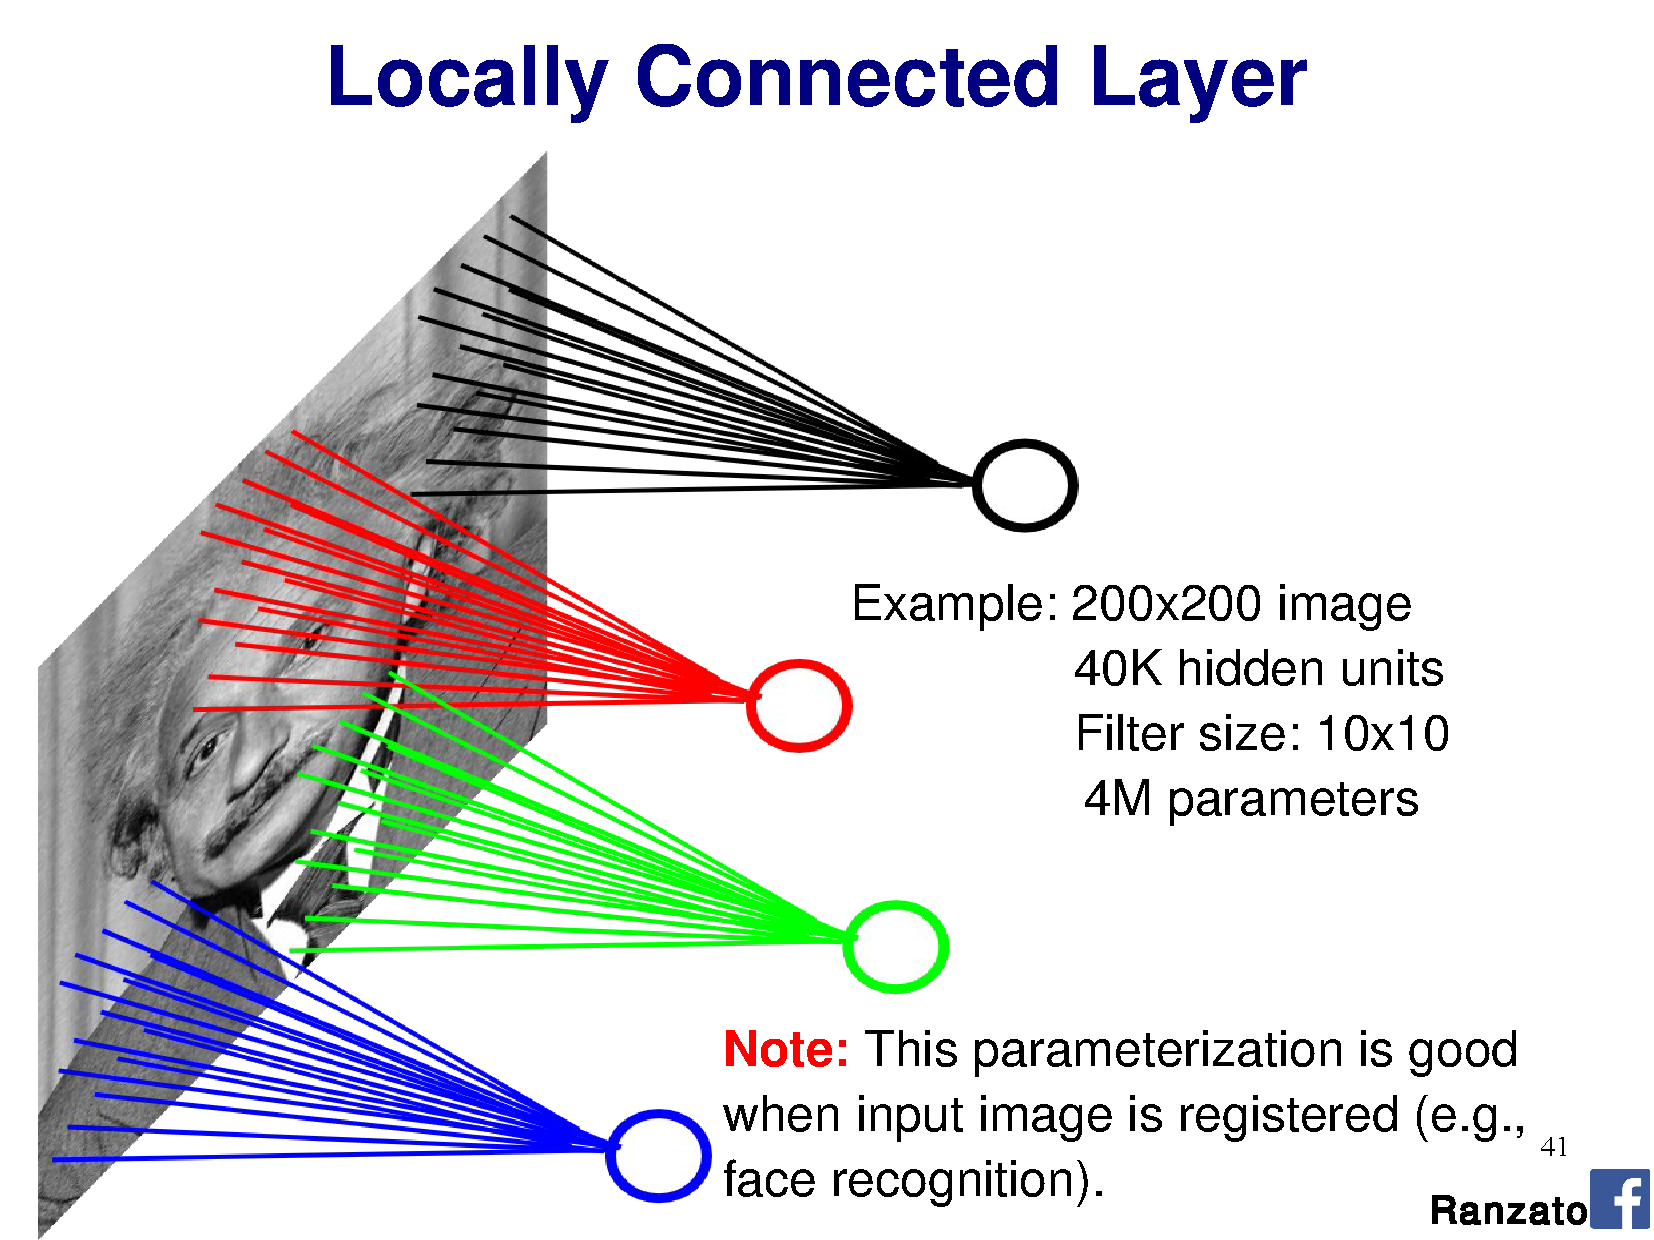 Locally Connected Layer
Example: 200x200 image
40K hidden units
Filter size: 10x10
4M parameters
Note: This parameterization is good
when input image is registered (e.g.,
face recognition).
41
Ranzato
f